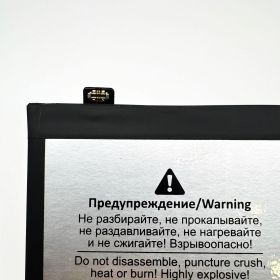 Предупреждение/Warning
Не разбирайте, не прокалывайте,
не раздавливайте, не нагревайте
и не сжигайте! Взрывоопасно!
Do not disassemble, puncture crush,
heat or burn! Highly explosive!